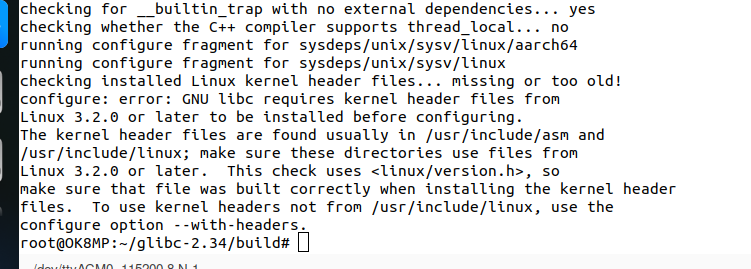 checking for __builtin_trap with no external dependencies... yes
checking whether the C++ compiler supports thread_local... no
running configure fragment for sysdeps/unix/sysv/linux/aarch64
running configure fragment for sysdeps/unix/sysv/linux
checking installed Linux kernel header files... missing or too old!
configure: error: GNU libc requires kernel header files from
Linux 3.2.0 or later to be installed before configuring.
The kernel header files are found usually in /usr/include/asm and
/usr/include/linux; make sure these directories use files from
Linux 3.2.0 or later.  This check uses <linux/version.h>, so
make sure that file was built correctly when installing the kernel header
files.  To use kernel headers not from /usr/include/linux, use the
configure option --with-headers.
root@OK8MP:~/glibc-2.34/build#
/dev/ttyACM0 115200 8-N-1